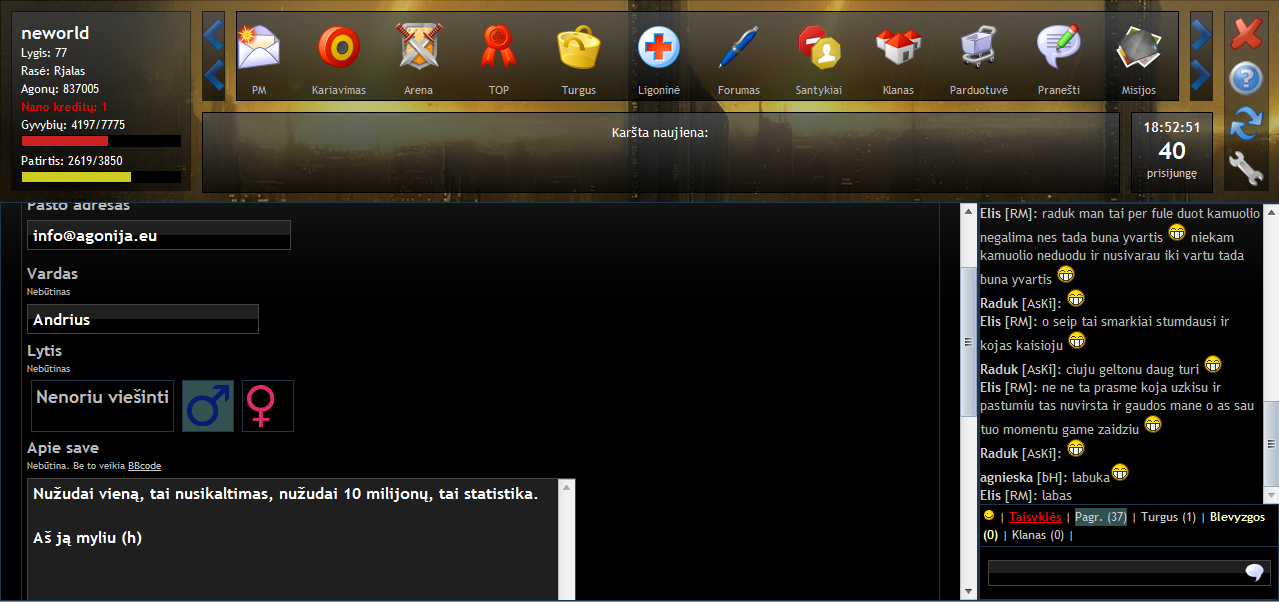 neworld
Lygis: 77
Rasė: Rjalas
Agonų: 837005
Nano kreditų: 1
Gyvybių: 4197/7775
Patirtis: 2619/3850
PM
Kariavimas
Arena
TOP
Turgus
Ligoninė
Forumas
Santykiai
Klanas
Parduotuvė
Pranešti
Misijos
Karšta naujiena:
18:52:51
40
prisijungę
Pašto adresas
info@agonija.eu
Vardas
Nebūtinas
Andrius
Lytis
Nebūtinas
Nenoriu viešinti
Apie save
Nebūtina. Be to veikia BBcode
Nužudai vieną, tai nusikaltimas, nužudai 10 milijonų, tai statistika.
Aš ją myliu (h)
Elis [RM]: raduk man tai per fule duot kamuolio
negalima nes tada buna yvartis niekam
kamuolio neduodu ir nusivarau iki vartu tada
buna yvartis
Raduk [AsKi]:
Elis [RM]: o seip tai smarkiai stumdausi ir
kojas kaisioju
Raduk [AsKi]: ciuju geltonu daug turi
Elis [RM]: ne ne ta prasme koja uzkisu ir
pastumiu tas nuvirsta ir gaudos mane o as sau
tuo momentu game zaidziu
Raduk [AsKi]:
agnieska [bH]: labuka
Elis [RM]: labas
| Taisyklės | Pagr. (37) | Turgus (1) | Blevyzgos
(0) | Klanas (0) |